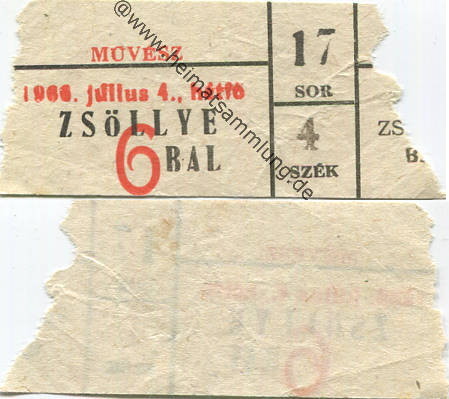 MŰVÉSZ
1966. július 4., hétfő
ZSÖLLYE
6
BAL
17
SOR
4
SZÉK
ZS
B
www.heimatsammlung.de